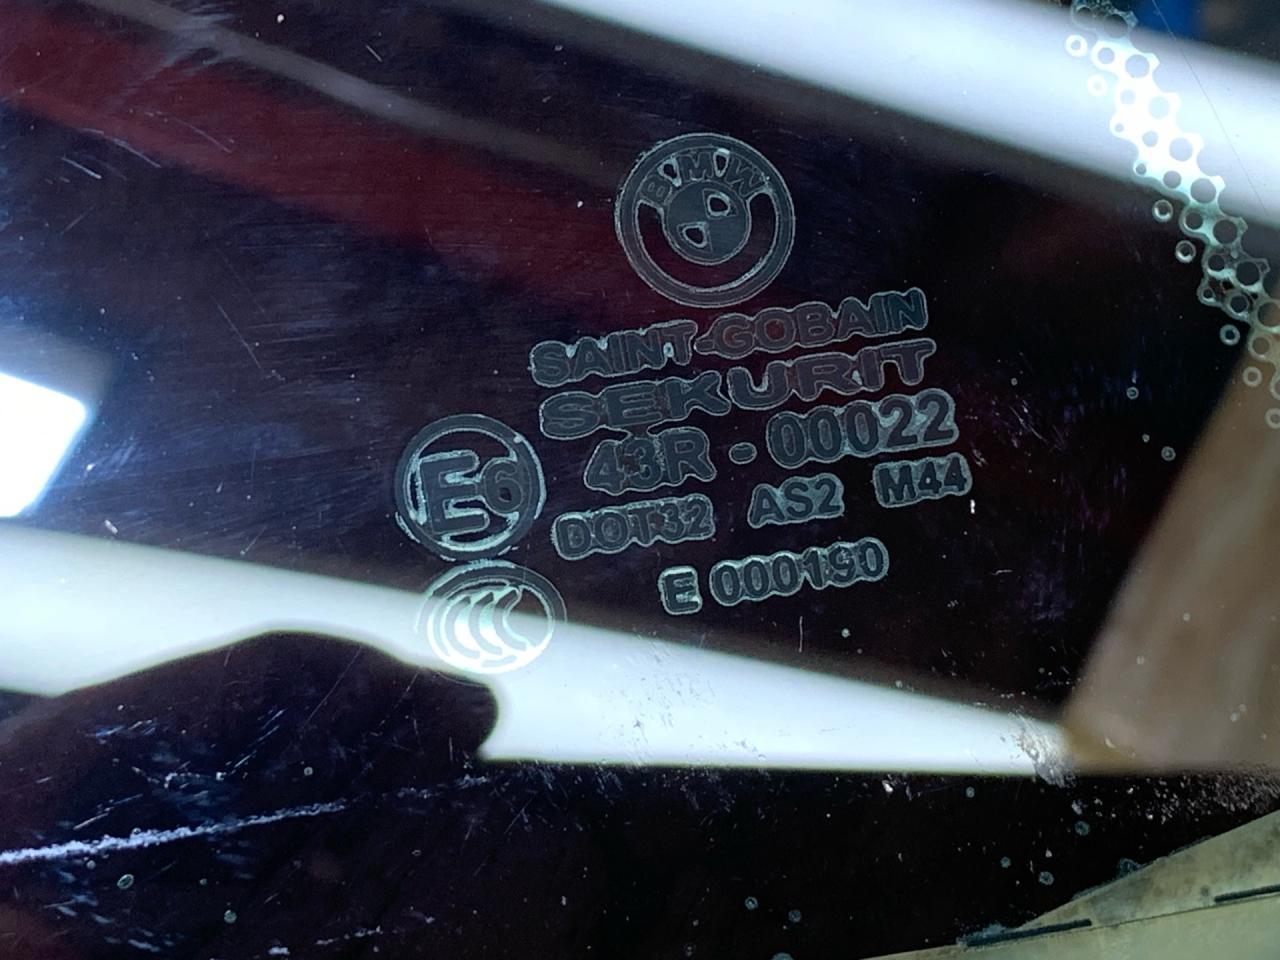 BMW
SAINT-GOBAIN
SEKURIT
E6
43R - 00022
DOT32 AS2 M44
E 000190